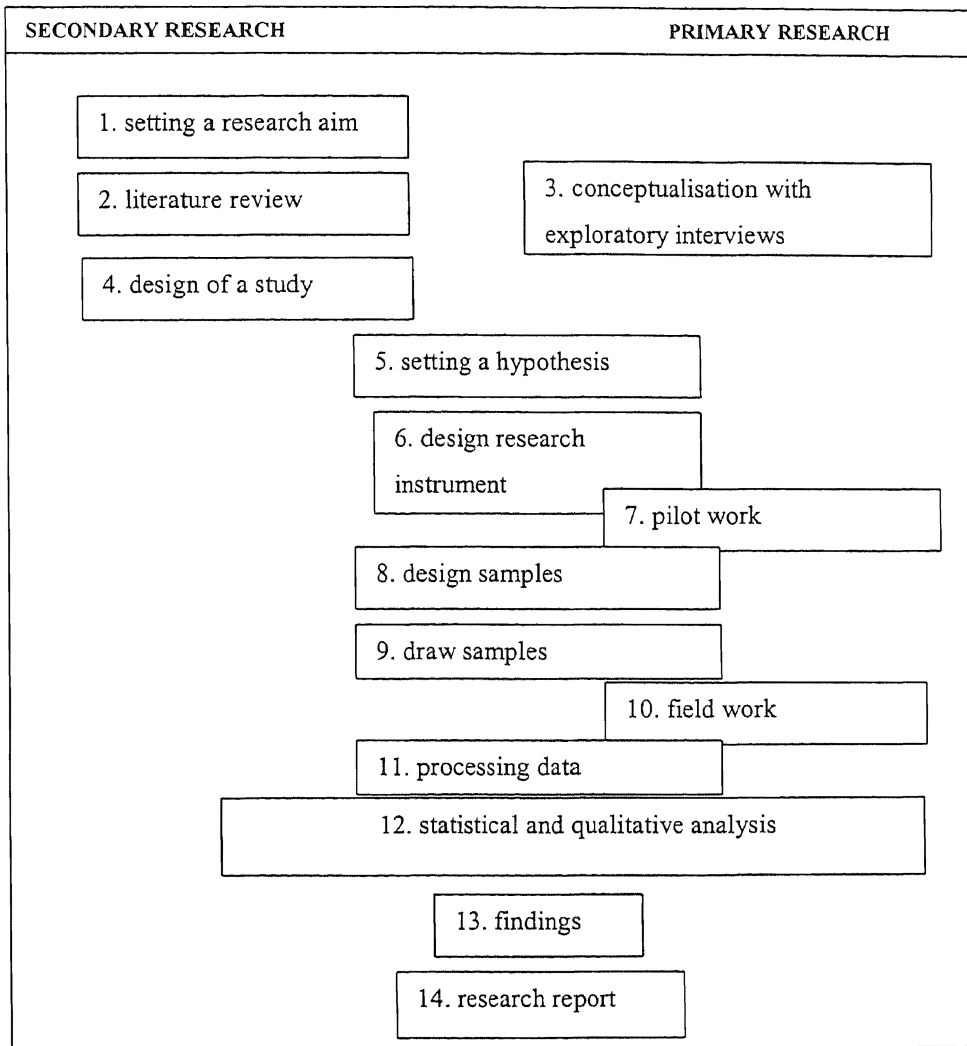 SECONDARY RESEARCH PRIMARY RESEARCH
1. setting a research aim
2. literature review
3. conceptualisation with
exploratory interviews
4. design of a study
5. setting a hypothesis
6. design research
instrument
7. pilot work
8. design samples
9. draw samples
10. field work
11. processing data
12. statistical and qualitative analysis
13. findings
14. research report